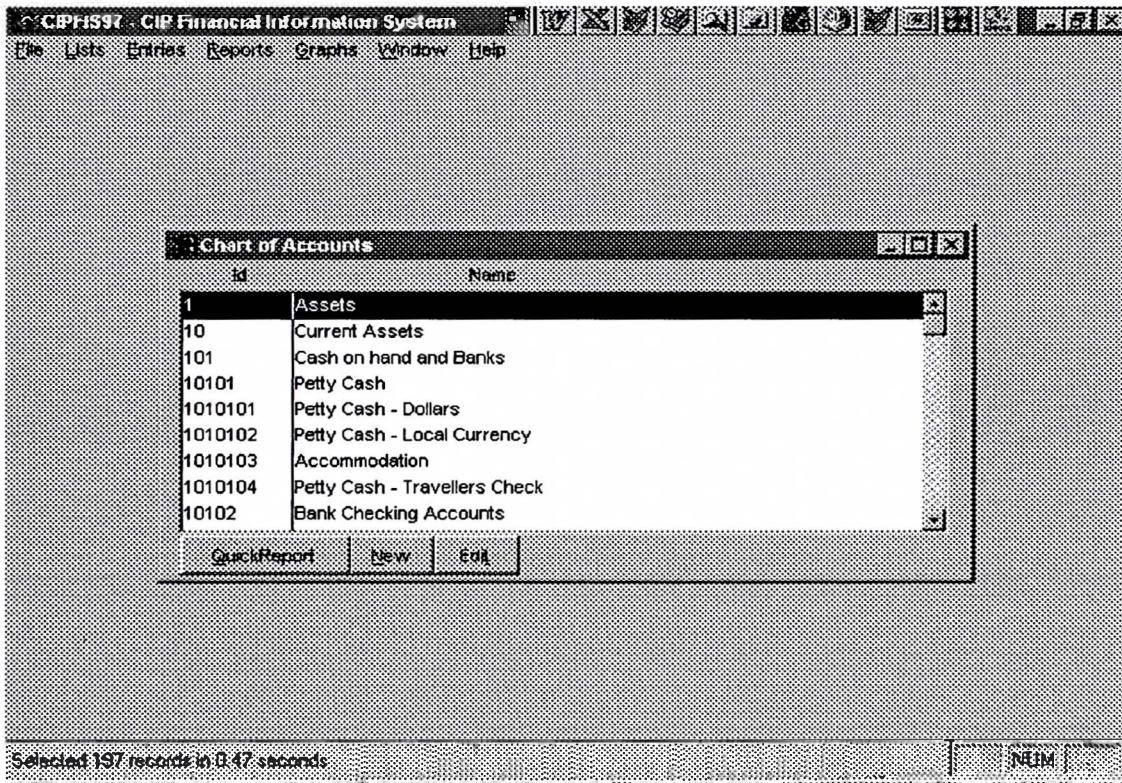 CIPFIS97 - CIP Financial Information System
File Lists Entries Reports Graphs Window Help
Chart of Accounts
Id Name
1 Assets
10 Current Assets
101 Cash on hand and Banks
10101 Petty Cash
1010101 Petty Cash - Dollars
1010102 Petty Cash - Local Currency
1010103 Accommodation
1010104 Petty Cash - Travellers Check
10102 Bank Checking Accounts
QuickReport New Edit
Selected 197 records in 0.47 seconds NUM